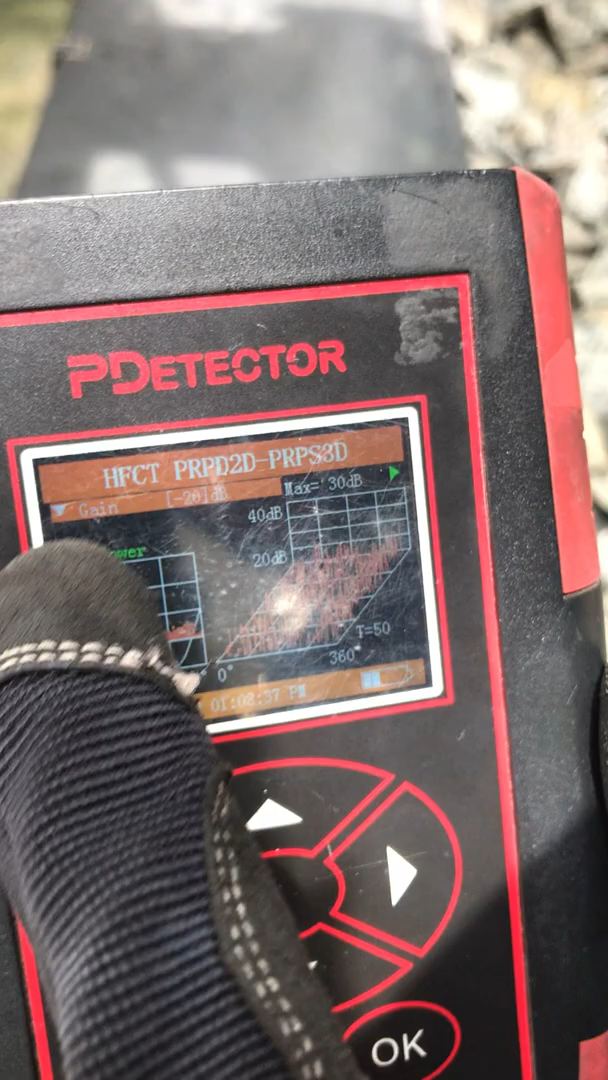 PDETECTOR
HFCT PRPD2D-PRPS3D
Gain [-20]dB
Max= 30dB
40dB
20dB
T=50
0°
360
01:08:37 PM
OK